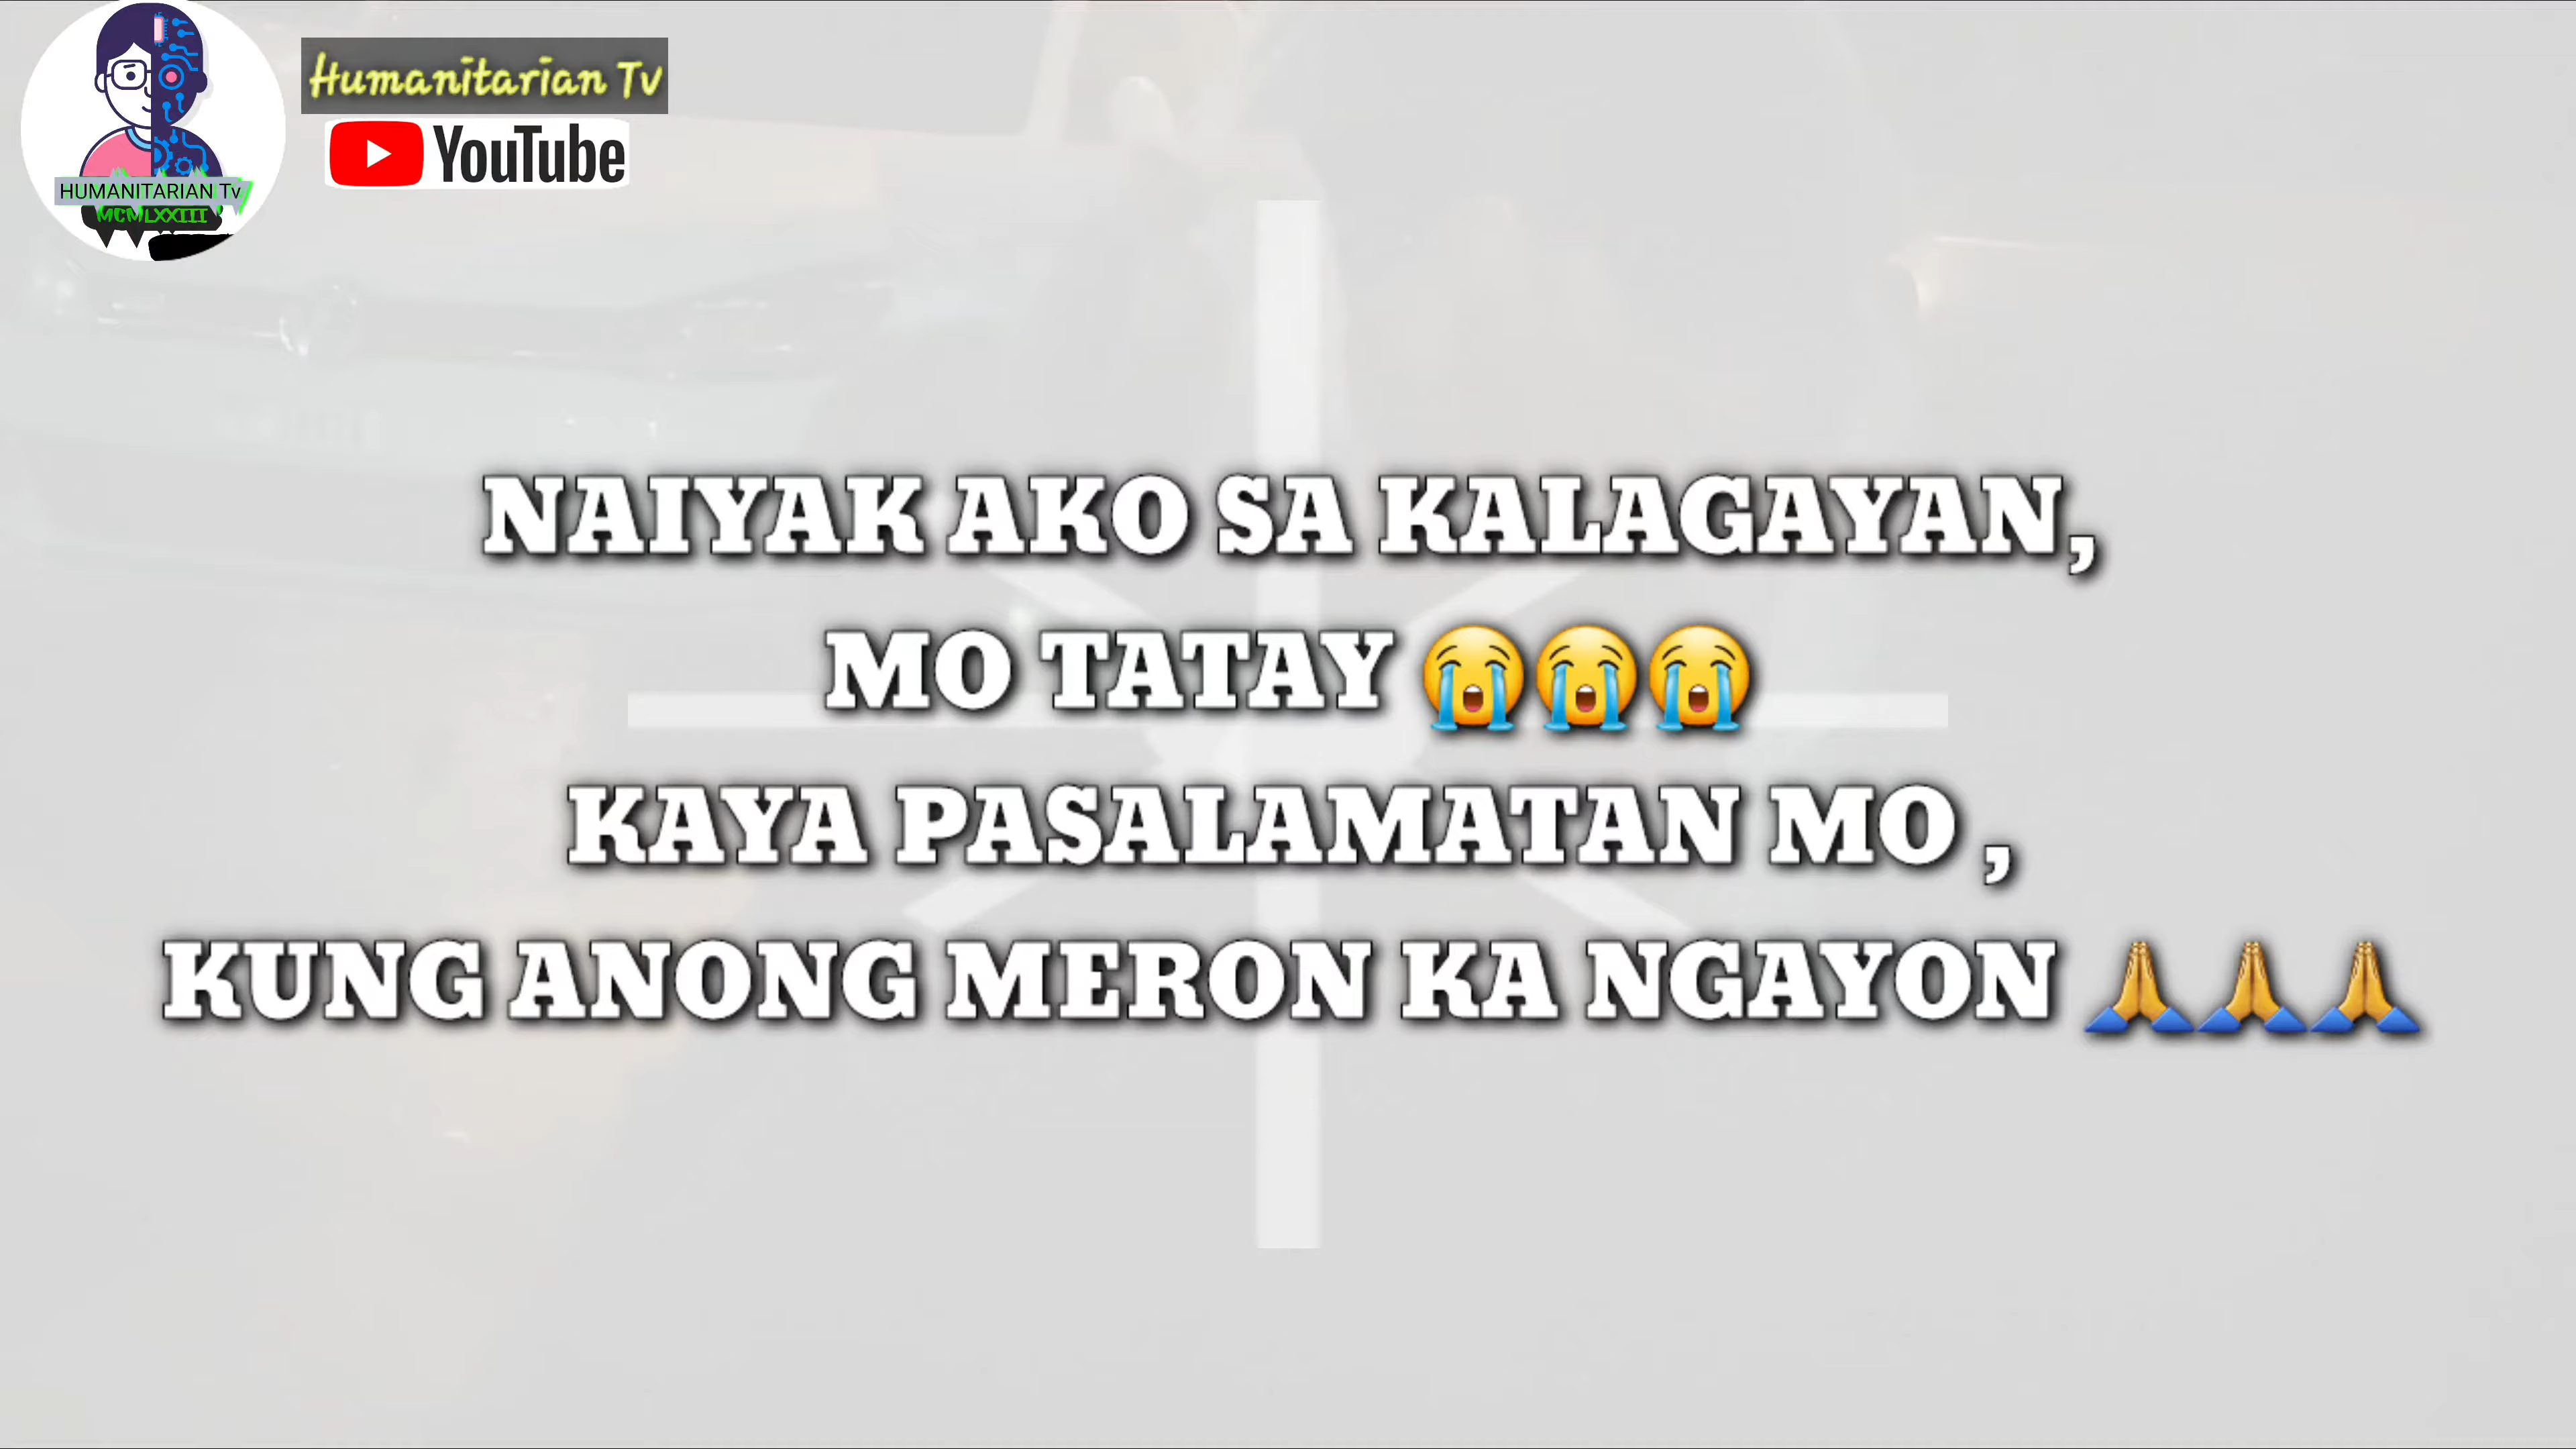 Humanitarian Tv
YouTube
HUMANITARIAN Tv
MCMLXXIII
NAIYAK AKO SA KALAGAYAN,
MO TATAY 😭😭😭
KAYA PASALAMATAN MO ,
KUNG ANONG MERON KA NGAYON 🙏🙏🙏